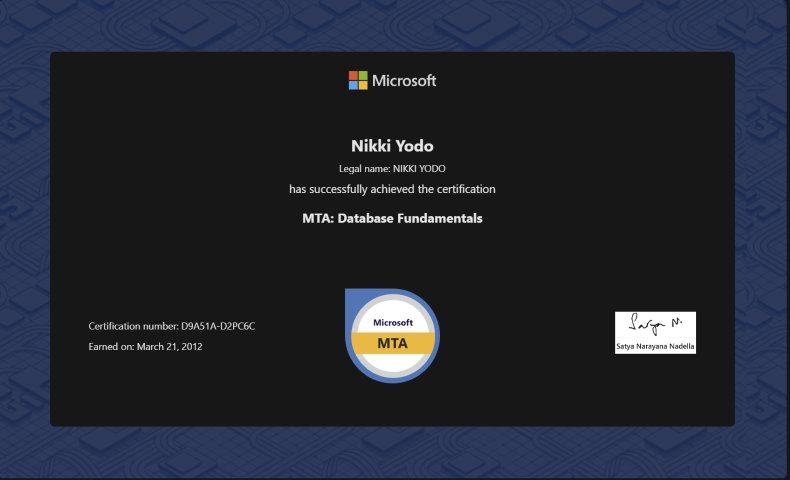 Microsoft
Nikki Yodo
Legal name: NIKKI YODO
has successfully achieved the certification
MTA: Database Fundamentals
Certification number: D9A51A-D2PC6C
Earned on: March 21, 2012
Microsoft
MTA
Satya N.
Satya Narayana Nadella